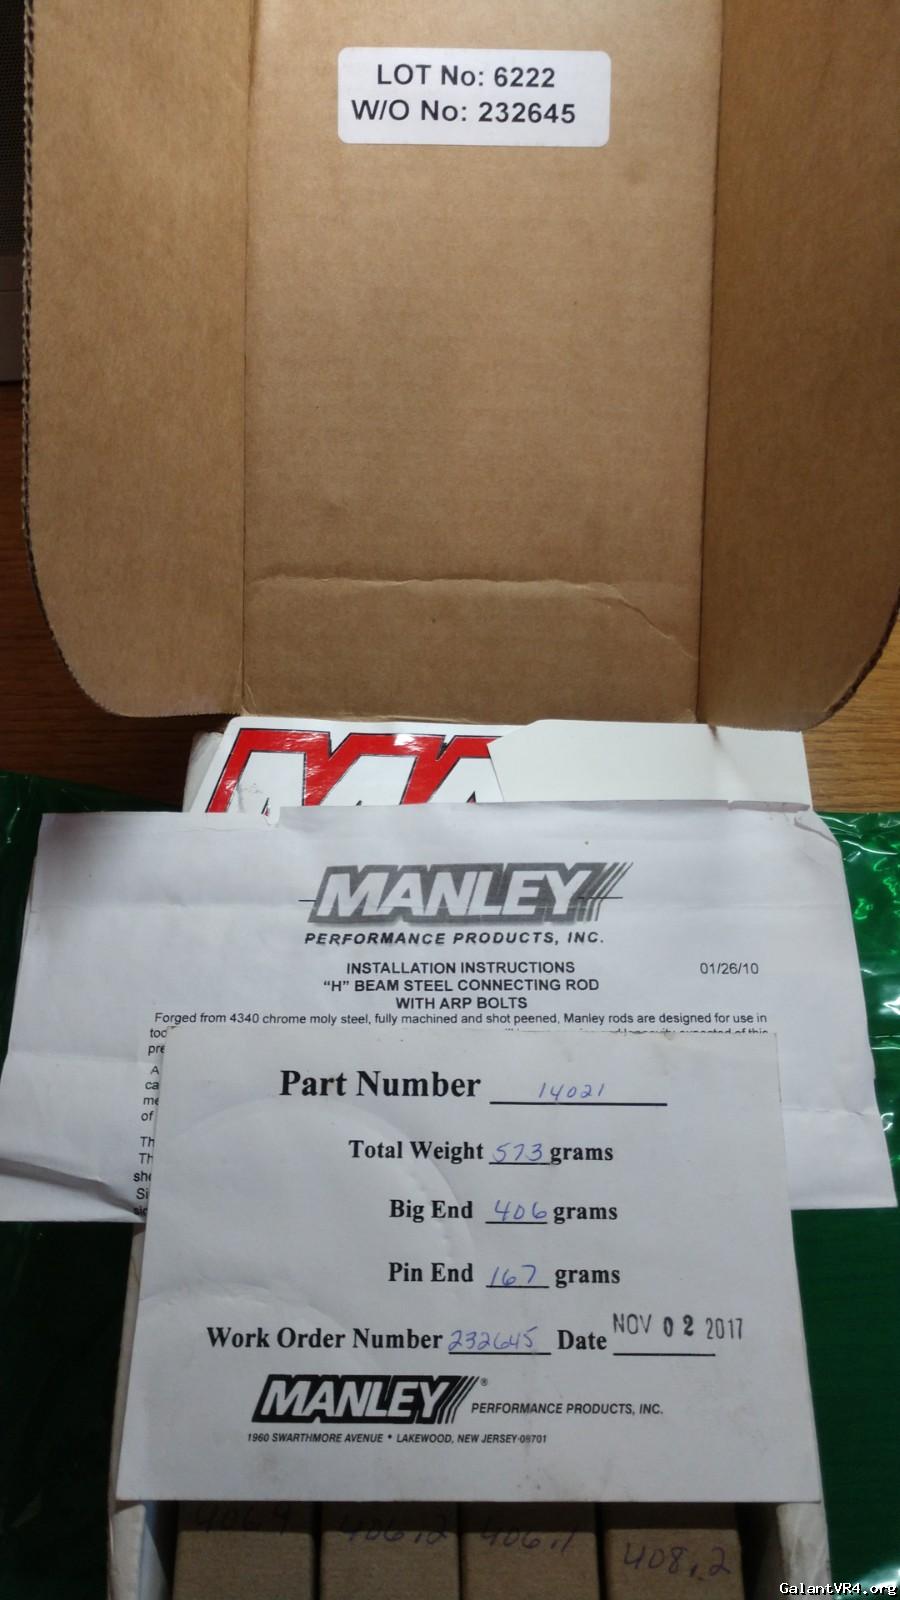 LOT No: 6222
W/O No: 232645
MANLEY
PERFORMANCE PRODUCTS, INC.
INSTALLATION INSTRUCTIONS
01/26/10
"H" BEAM STEEL CONNECTING ROD
WITH ARP BOLTS
Forged from 4340 chrome moly steel, fully machined and shot peened, Manley rods are designed for use in
Part Number 14021
Total Weight 573 grams
Big End 406 grams
Pin End 167 grams
Work Order Number 232645 Date NOV 02 2017
MANLEY® PERFORMANCE PRODUCTS, INC.
1960 SWARTHMORE AVENUE • LAKEWOOD, NEW JERSEY 08701
406.2 406.1 408.2
GalantVR4.org